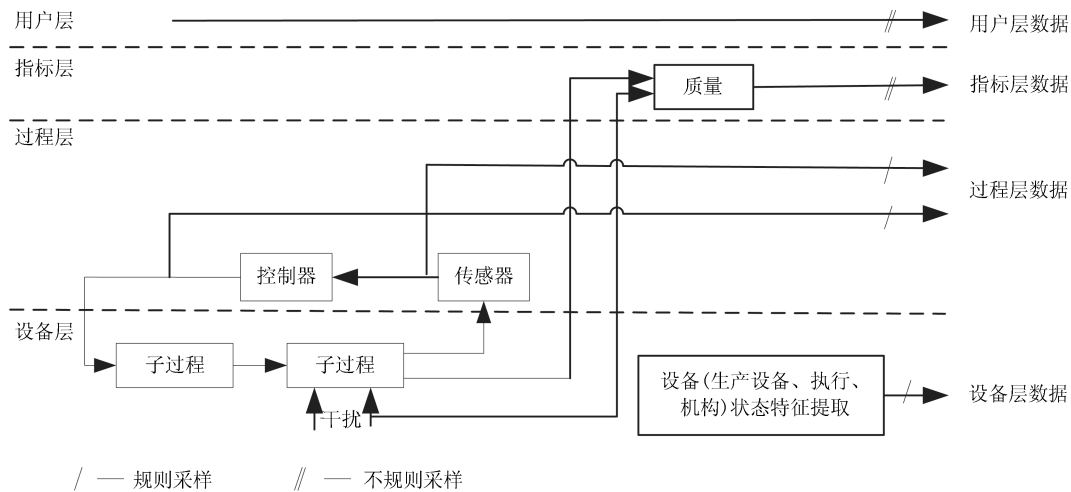 用户层
用户层数据
指标层
质量
指标层数据
过程层
过程层数据
控制器
传感器
设备层
子过程
子过程
干扰
设备(生产设备、执行、
机构)状态特征提取
设备层数据
/ — 规则采样
// — 不规则采样